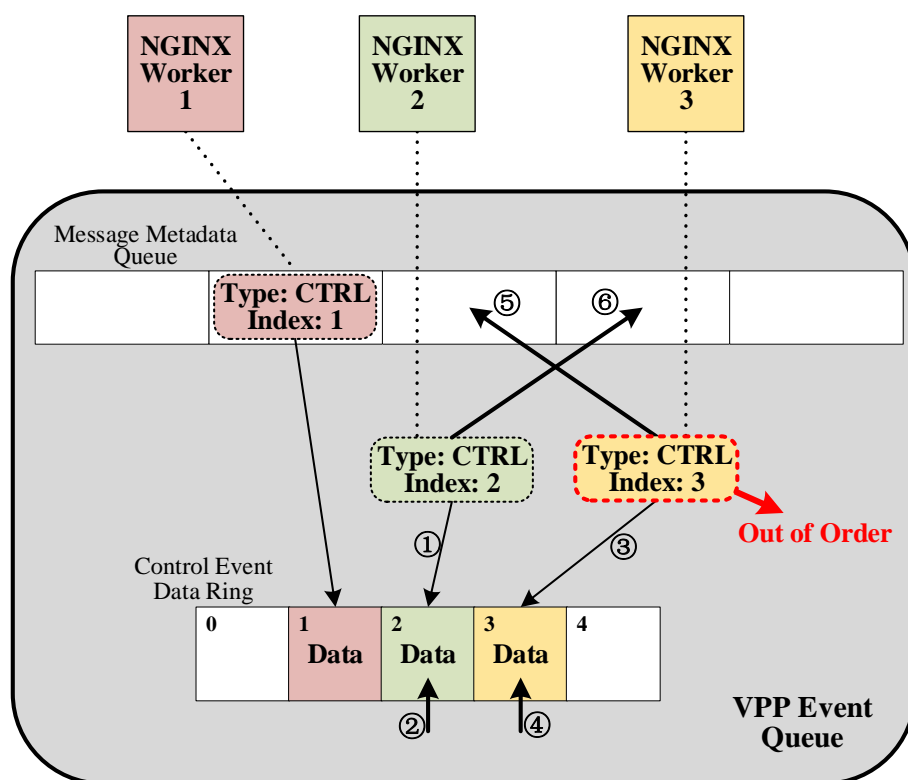 NGINX
Worker
1
NGINX
Worker
2
NGINX
Worker
3
Message Metadata
Queue
Type: CTRL
Index: 1
⑤
⑥
Type: CTRL
Index: 2
Type: CTRL
Index: 3
Out of Order
①
③
Control Event
Data Ring
0
1
Data
2
Data
3
Data
4
②
④
VPP Event
Queue